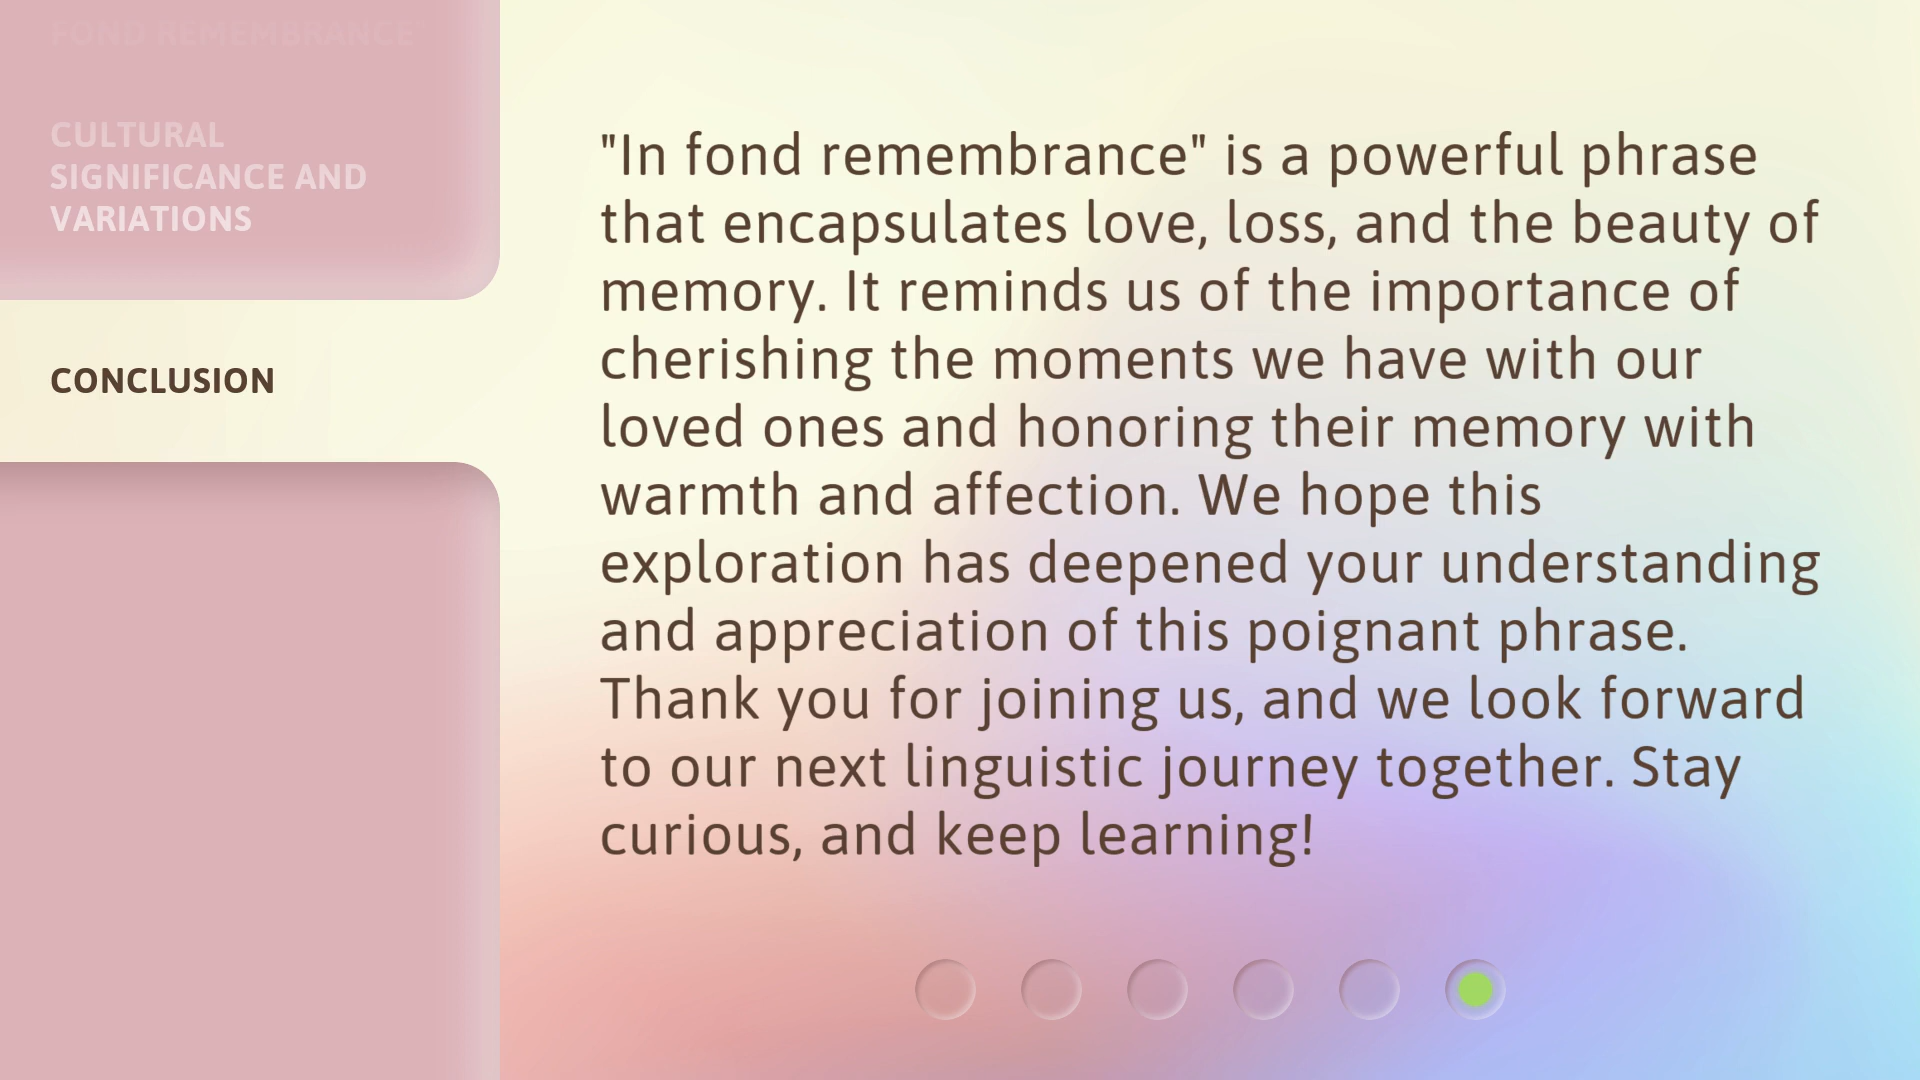 FOND REMEMBRANCE"
CULTURAL
SIGNIFICANCE AND
VARIATIONS
CONCLUSION
"In fond remembrance" is a powerful phrase
that encapsulates love, loss, and the beauty of
memory. It reminds us of the importance of
cherishing the moments we have with our
loved ones and honoring their memory with
warmth and affection. We hope this
exploration has deepened your understanding
and appreciation of this poignant phrase.
Thank you for joining us, and we look forward
to our next linguistic journey together. Stay
curious, and keep learning!